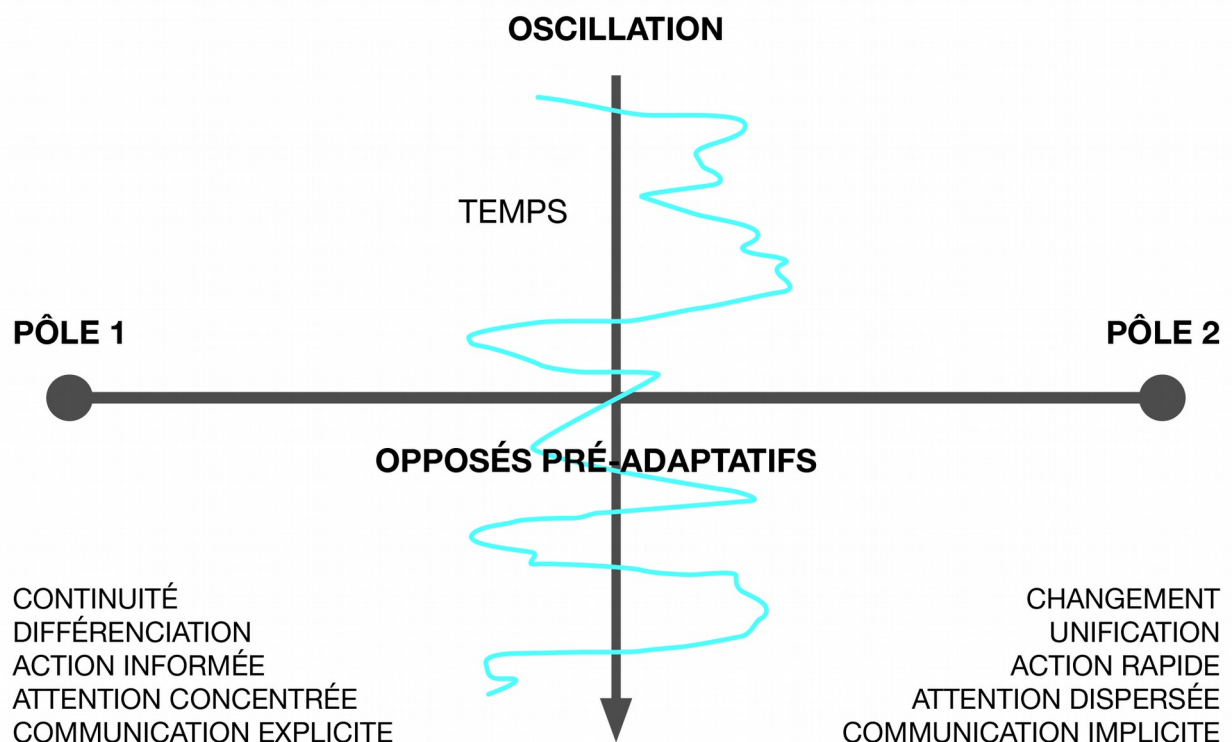 OSCILLATION
TEMPS
PÔLE 1
PÔLE 2
OPPOSÉS PRÉ-ADAPTATIFS
CONTINUITÉ
DIFFÉRENCIATION
ACTION INFORMÉE
ATTENTION CONCENTRÉE
COMMUNICATION EXPLICITE
CHANGEMENT
UNIFICATION
ACTION RAPIDE
ATTENTION DISPERSÉE
COMMUNICATION IMPLICITE